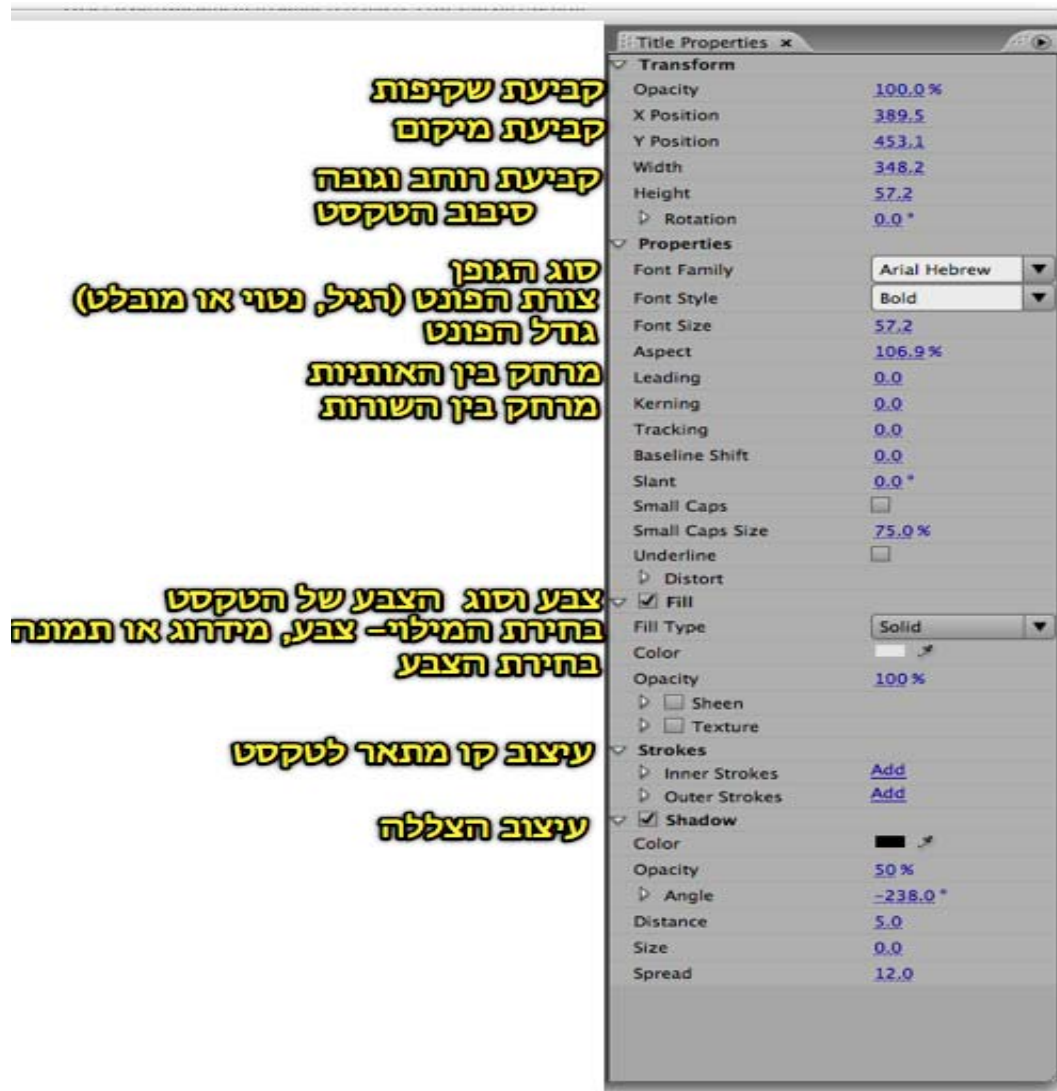 Title Properties ×
Transform
קביעת שקיפות
Opacity 100.0%
קביעת מיקום
X Position 389.5
Y Position 453.1
קביעת רוחב וגובה
Width 348.2
Height 57.2
סיבוב הטקסט
Rotation 0.0°
Properties
סוג הגופן
Font Family Arial Hebrew
צורת הפונט (רגיל, נטוי או מובלט)
Font Style Bold
גודל הפונט
Font Size 57.2
Aspect 106.9%
מרחק בין האותיות
Leading 0.0
מרחק בין השורות
Kerning 0.0
Tracking 0.0
Baseline Shift 0.0
Slant 0.0°
Small Caps
Small Caps Size 75.0%
Underline
Distort
צבע וסוג הצבע של הטקסט
Fill
בחירת המילוי- צבע, מידרוג או תמונה
Fill Type Solid
בחירת הצבע
Color
Opacity 100%
Sheen
Texture
עיצוב קו מתאר לטקסט
Strokes
Inner Strokes Add
Outer Strokes Add
עיצוב הצללה
Shadow
Color
Opacity 50%
Angle -238.0°
Distance 5.0
Size 0.0
Spread 12.0